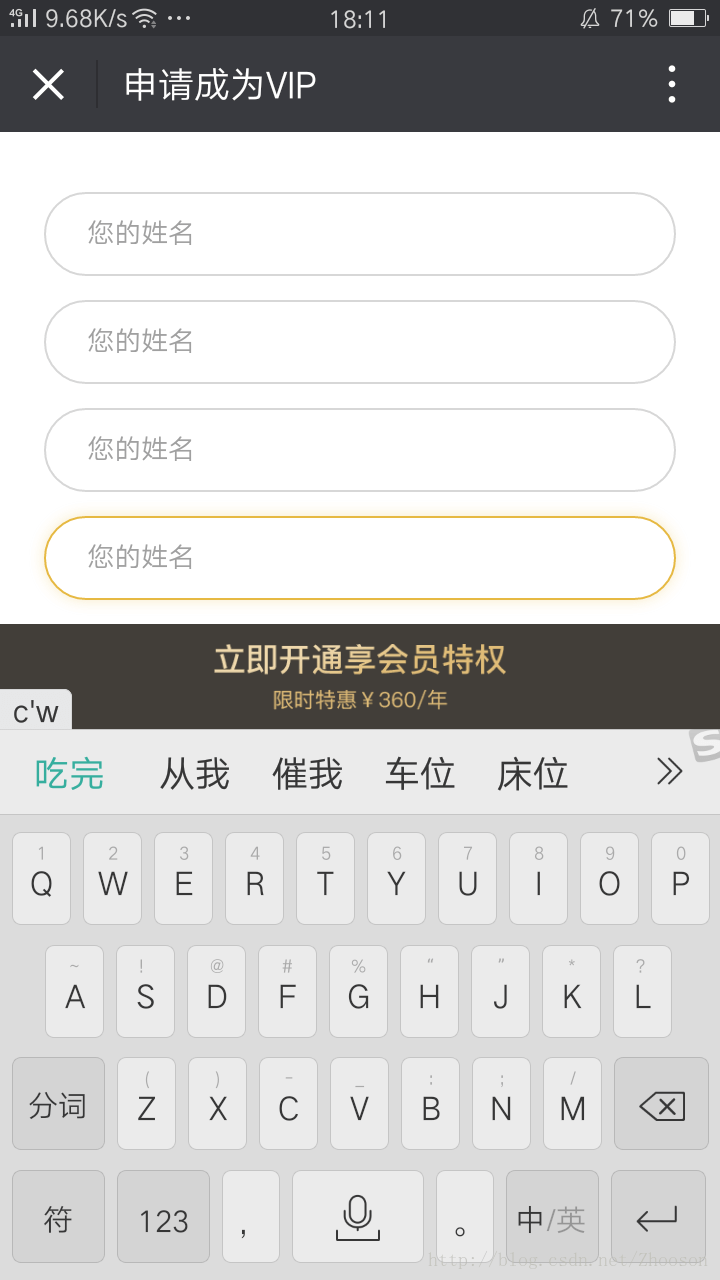 4G 9.68K/s ··· 18:11 71%
申请成为VIP
您的姓名
您的姓名
您的姓名
您的姓名
立即开通享会员特权
限时特惠￥360/年
c'w
吃完 从我 催我 车位 床位
1 2 3 4 5 6 7 8 9 0
Q W E R T Y U I O P
~ ! @ # % “ ” * ?
A S D F G H J K L
( ) - _ : ; /
分词 Z X C V B N M
符 123 ， 。 中/英
http://blog.csdn.net/Zhooson